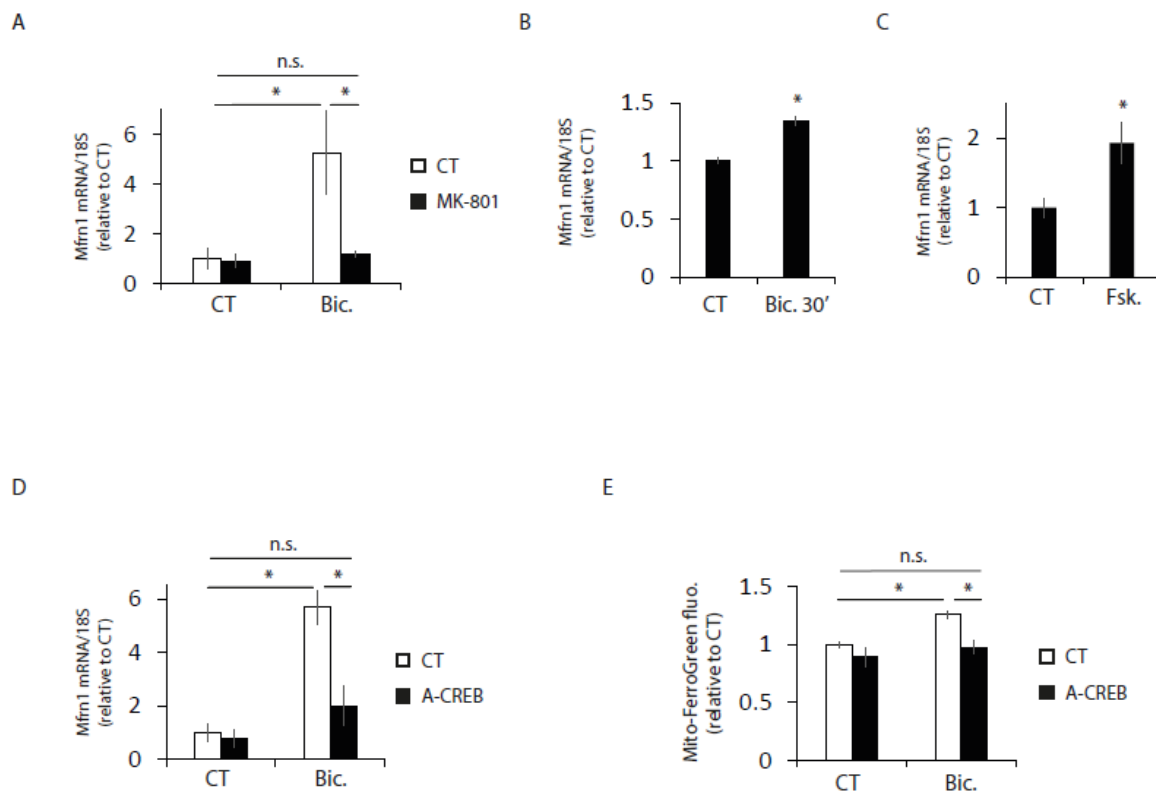 A
n.s.
*
*
Mfrn1 mRNA/18S
(relative to CT)
6
4
2
0
CT
Bic.
CT
MK-801
B
Mfrn1 mRNA/18S
(relative to CT)
1.5
1
0.5
0
*
CT
Bic. 30'
C
Mfrn1 mRNA/18S
(relative to CT)
2
1
0
*
CT
Fsk.
D
n.s.
*
*
Mfrn1 mRNA/18S
(relative to CT)
6
4
2
0
CT
Bic.
CT
A-CREB
E
n.s.
*
*
Mito-FerroGreen fluo.
(relative to CT)
1.5
1
0.5
0
CT
Bic.
CT
A-CREB